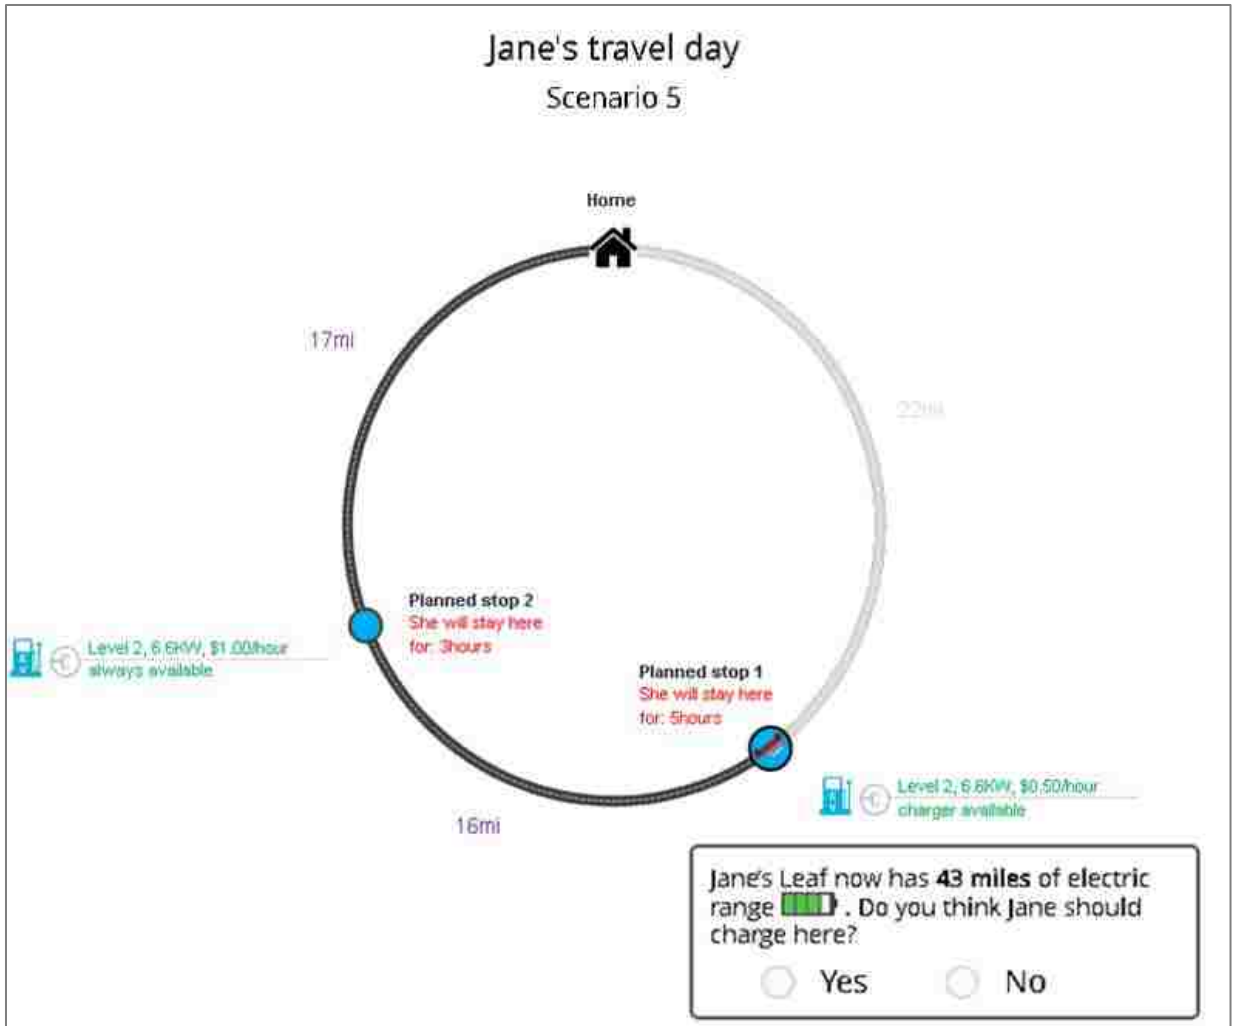 Jane's travel day
Scenario 5
Home
17mi
22mi
Planned stop 2
She will stay here
for: 3hours
Level 2, 6.6KW, $1.00/hour
always available
Planned stop 1
She will stay here
for: 5hours
Level 2, 6.6KW, $0.50/hour
charger available
16mi
Jane's Leaf now has 43 miles of electric
range . Do you think Jane should
charge here?
Yes No